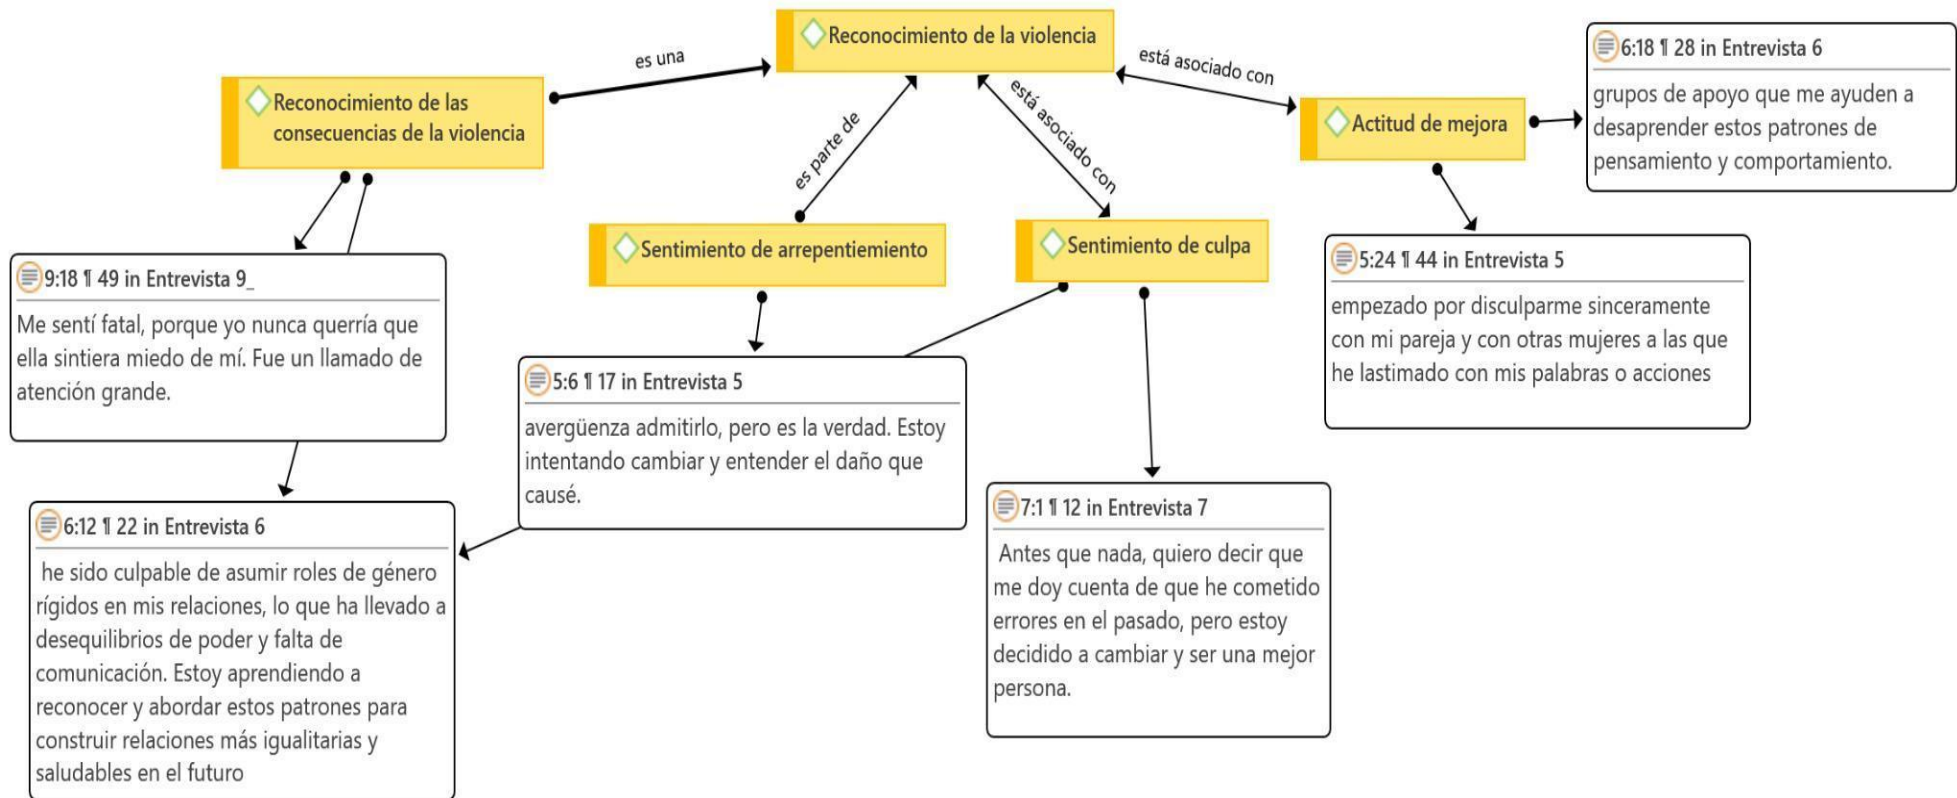 Reconocimiento de la violencia
es una
está asociado con
es parte de
está asociado con
Reconocimiento de las
consecuencias de la violencia
Sentimiento de arrepentiemiento
Sentimiento de culpa
Actitud de mejora
6:18 ¶ 28 in Entrevista 6
grupos de apoyo que me ayuden a
desaprender estos patrones de
pensamiento y comportamiento.
9:18 ¶ 49 in Entrevista 9_
Me sentí fatal, porque yo nunca querría que
ella sintiera miedo de mí. Fue un llamado de
atención grande.
5:24 ¶ 44 in Entrevista 5
empezado por disculparme sinceramente
con mi pareja y con otras mujeres a las que
he lastimado con mis palabras o acciones
5:6 ¶ 17 in Entrevista 5
avergüenza admitirlo, pero es la verdad. Estoy
intentando cambiar y entender el daño que
causé.
6:12 ¶ 22 in Entrevista 6
he sido culpable de asumir roles de género
rígidos en mis relaciones, lo que ha llevado a
desequilibrios de poder y falta de
comunicación. Estoy aprendiendo a
reconocer y abordar estos patrones para
construir relaciones más igualitarias y
saludables en el futuro
7:1 ¶ 12 in Entrevista 7
Antes que nada, quiero decir que
me doy cuenta de que he cometido
errores en el pasado, pero estoy
decidido a cambiar y ser una mejor
persona.